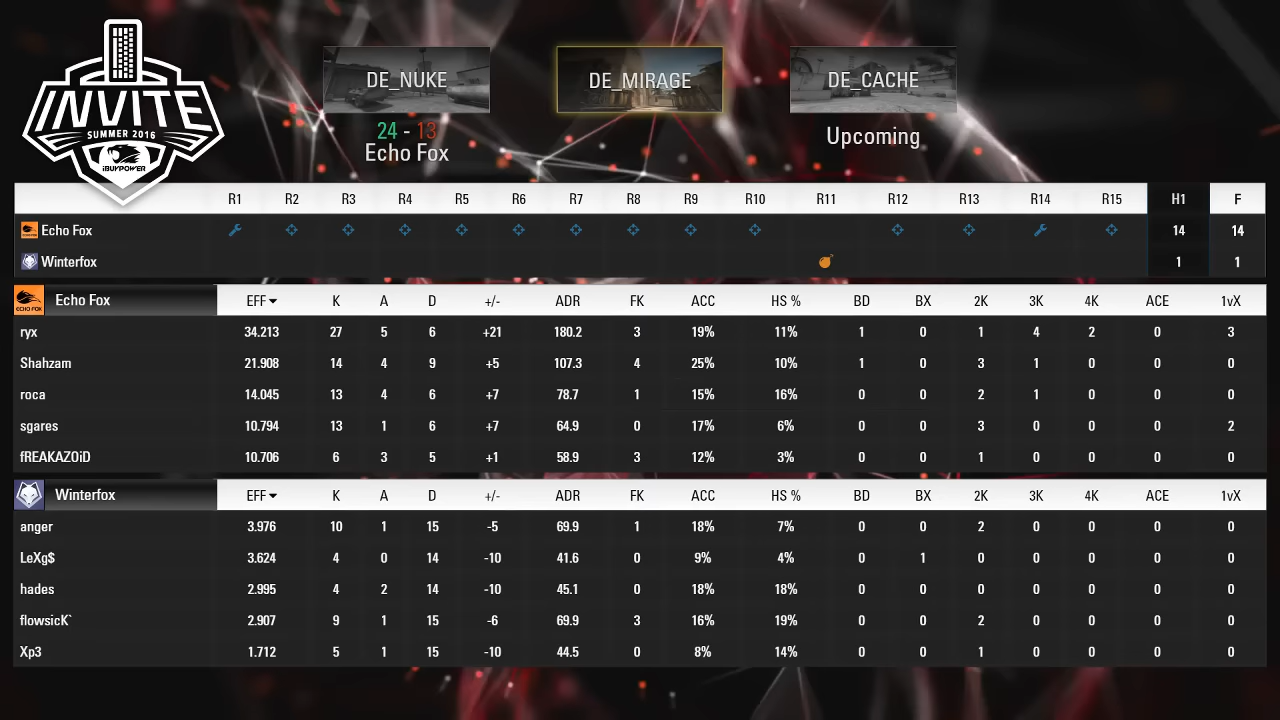 INVITE
SUMMER 2016
iBUYPOWER
DE_NUKE DE_MIRAGE DE_CACHE
24 - 13 Upcoming
Echo Fox
R1 R2 R3 R4 R5 R6 R7 R8 R9 R10 R11 R12 R13 R14 R15 H1 F
Echo Fox 14 14
Winterfox 1 1
ECHO FOX Echo Fox EFF K A D +/- ADR FK ACC HS % BD BX 2K 3K 4K ACE 1vX
ryx 34.213 27 5 6 +21 180.2 3 19% 11% 1 0 1 4 2 0 3
Shahzam 21.908 14 4 9 +5 107.3 4 25% 10% 1 0 3 1 0 0 0
roca 14.045 13 4 6 +7 78.7 1 15% 16% 0 0 2 1 0 0 0
sgares 10.794 13 1 6 +7 64.9 0 17% 6% 0 0 3 0 0 0 2
fREAKAZOiD 10.706 6 3 5 +1 58.9 3 12% 3% 0 0 1 0 0 0 0
Winterfox EFF K A D +/- ADR FK ACC HS % BD BX 2K 3K 4K ACE 1vX
anger 3.976 10 1 15 -5 69.9 1 18% 7% 0 0 2 0 0 0 0
LeXg$ 3.624 4 0 14 -10 41.6 0 9% 4% 0 1 0 0 0 0 0
hades 2.995 4 2 14 -10 45.1 0 18% 18% 0 0 0 0 0 0 0
flowsicK` 2.907 9 1 15 -6 69.9 3 16% 19% 0 0 2 0 0 0 0
Xp3 1.712 5 1 15 -10 44.5 0 8% 14% 0 0 1 0 0 0 0